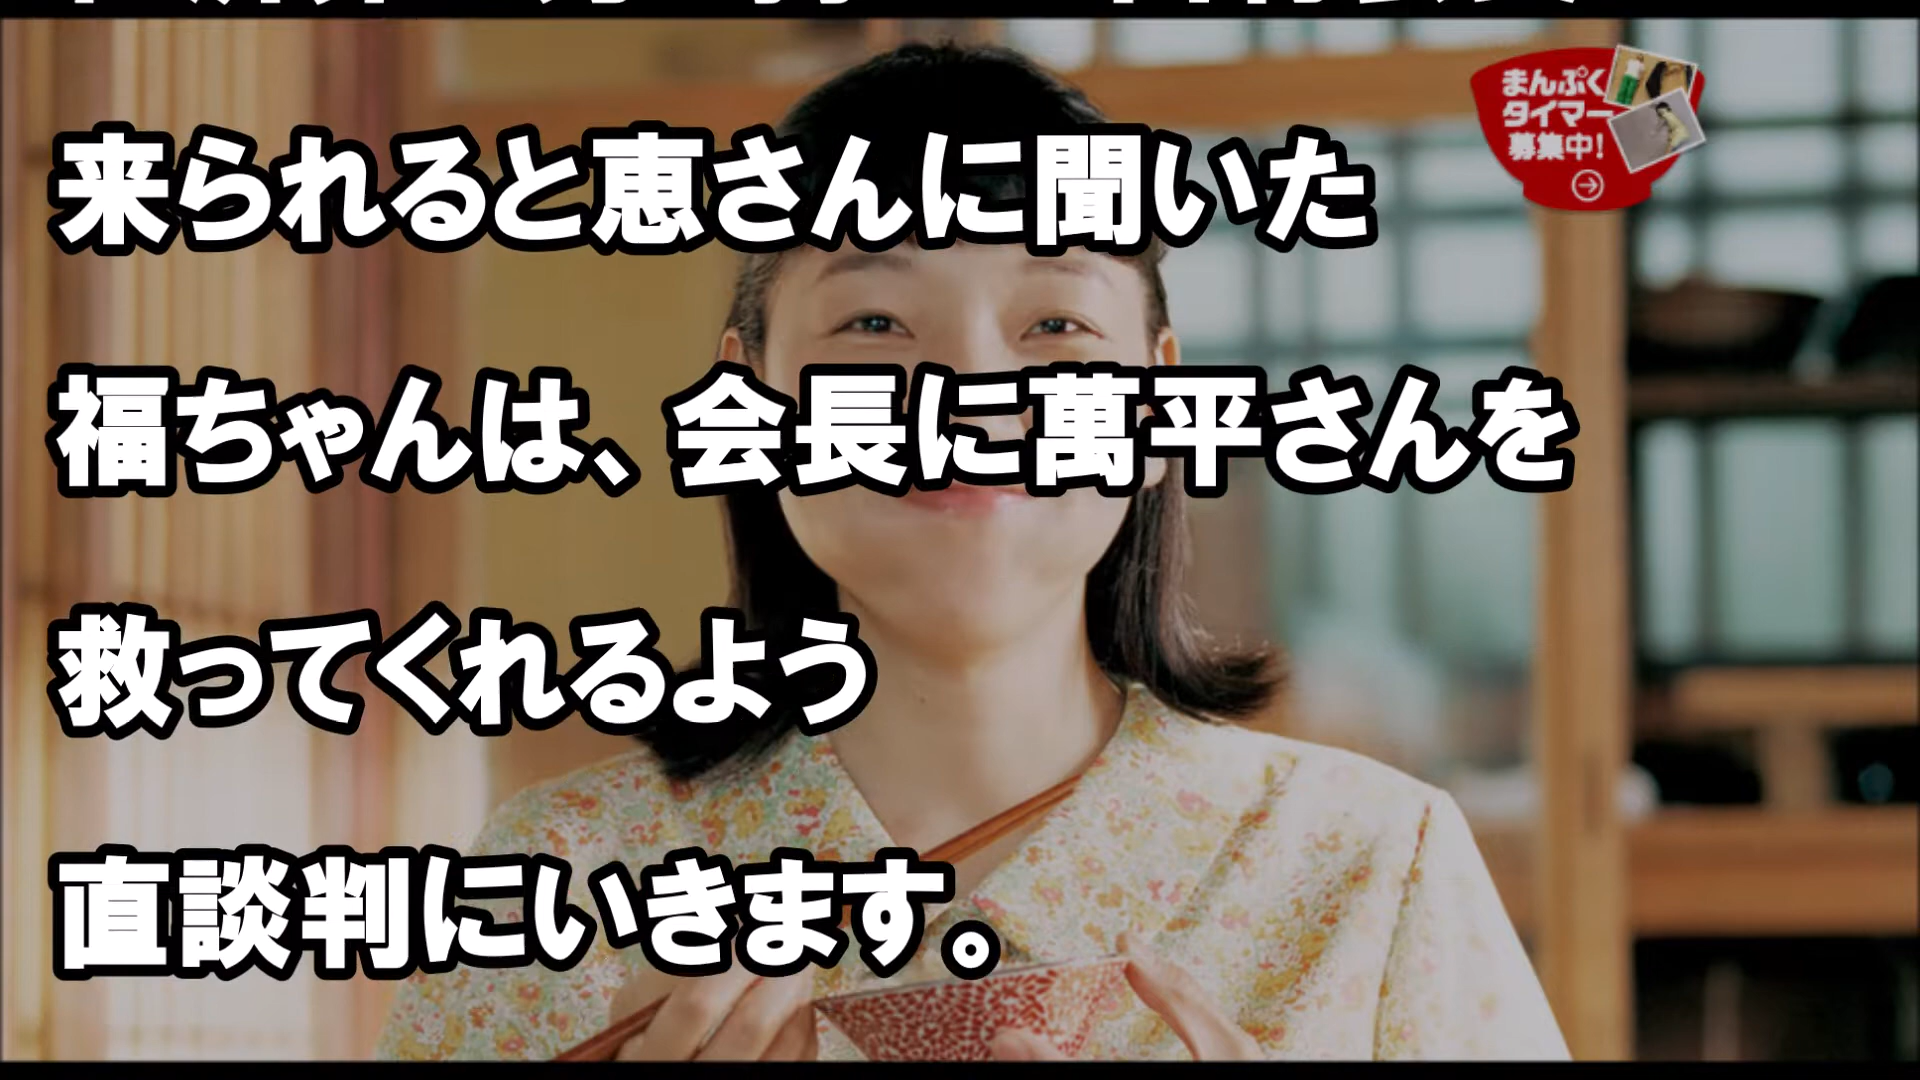 来られると恵さんに聞いた
福ちゃんは、会長に萬平さんを
救ってくれるよう
直談判にいきます。
まんぷく
タイマー
募集中!